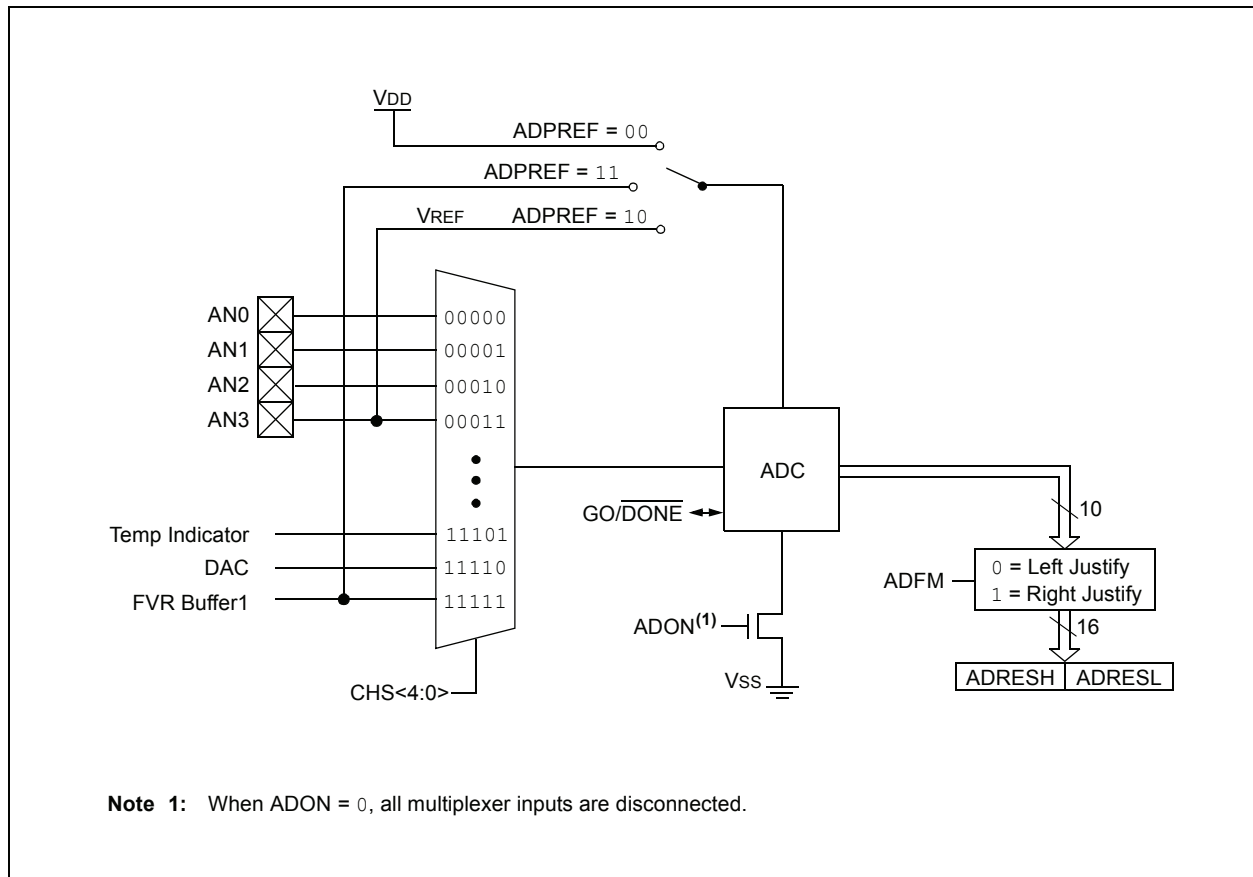 VDD
ADPREF = 00
ADPREF = 11
VREF ADPREF = 10
AN0
AN1
AN2
AN3
00000
00001
00010
00011
Temp Indicator
DAC
FVR Buffer1
11101
11110
11111
CHS<4:0>
ADC
GO/DONE
ADON(1)
VSS
10
ADFM
0 = Left Justify
1 = Right Justify
16
ADRESH ADRESL
Note 1: When ADON = 0, all multiplexer inputs are disconnected.